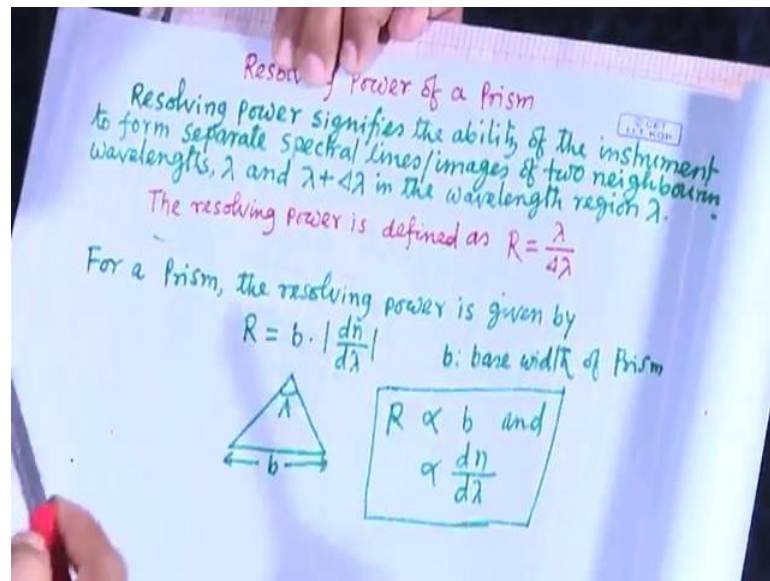 Power of a Prism
Resolving Power signifies the ability of the instrument
to form separate spectral lines/images of two neighbourin
wavelengths, λ and λ+Δλ in the wavelength region λ.
The resolving power is defined as R = λ/Δλ
For a Prism, the resolving power is given by
R = b · |dn/dλ| b: base width of Prism
A
b
R ∝ b and
∝ dn/dλ